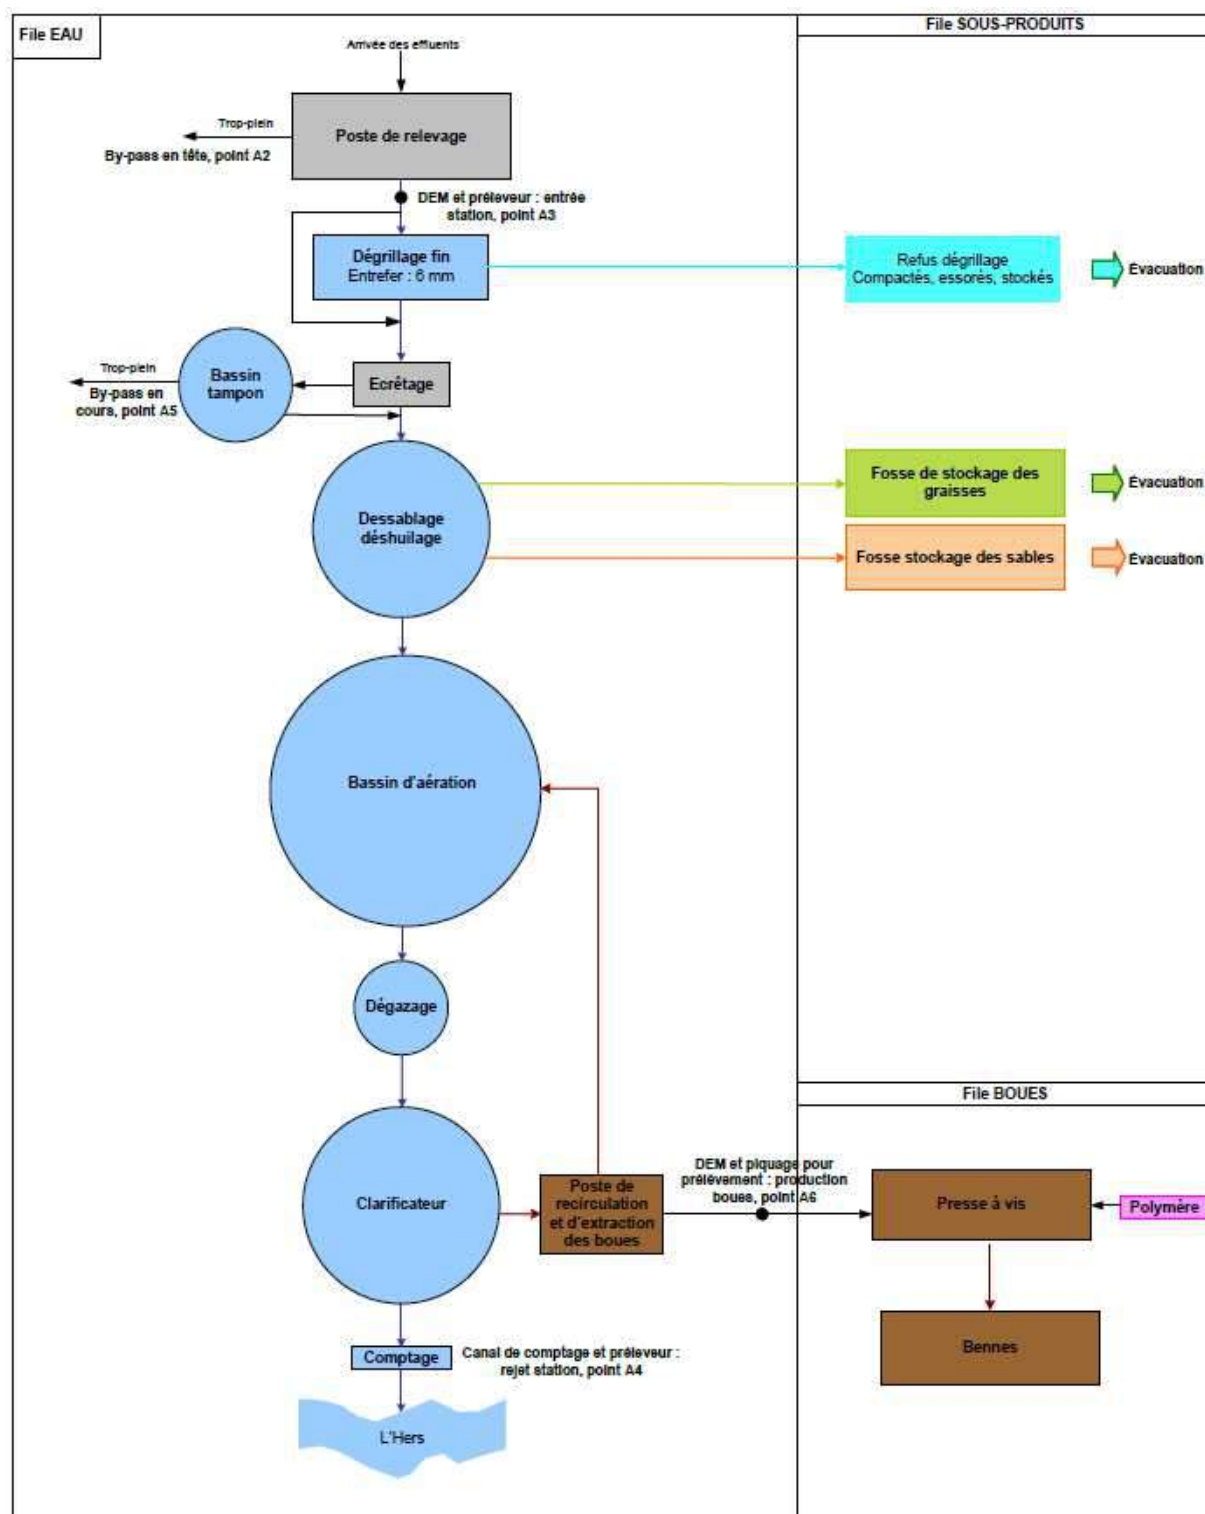 File EAU
File SOUS-PRODUITS
Arrivée des effluents
Trop-plein
By-pass en tête, point A2
Poste de relevage
DEM et préleveur : entrée
station, point A3
Dégrillage fin
Entrefer : 6 mm
Refus dégrillage
Compactés, essorés, stockés
Évacuation
Trop-plein
By-pass en
cours, point A5
Bassin
tampon
Ecrêtage
Dessablage
déshuilage
Fosse de stockage des
graisses
Évacuation
Fosse stockage des sables
Évacuation
Bassin d'aération
Dégazage
File BOUES
Clarificateur
Poste de
recirculation
et d'extraction
des boues
DEM et piquage pour
prélèvement : production
boues, point A6
Presse à vis
Polymère
Bennes
Comptage
Canal de comptage et préleveur :
rejet station, point A4
L'Hers